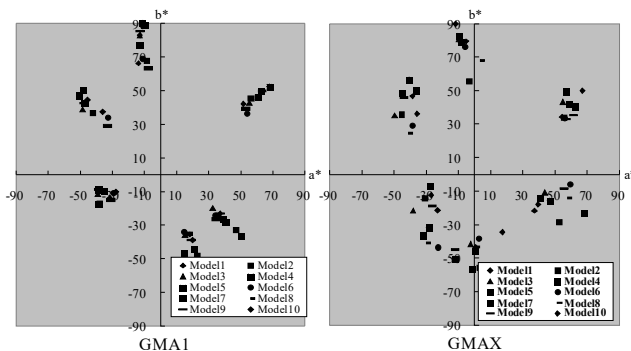 b* b*
90 90
70 70
50 50
30 30
10 10
a* a*
-90 -70 -50 -30 -10 10 30 50 70 90 -90 -70 -50 -30 -10 10 30 50 70 90
-10 -10
-30 -30
-50 -50
-70 -70
-90 -90
Model1 Model2 Model1 Model2
Model3 Model4 Model3 Model4
Model5 Model6 Model5 Model6
Model7 Model8 Model7 Model8
Model9 Model10 Model9 Model10
GMA1 GMAX